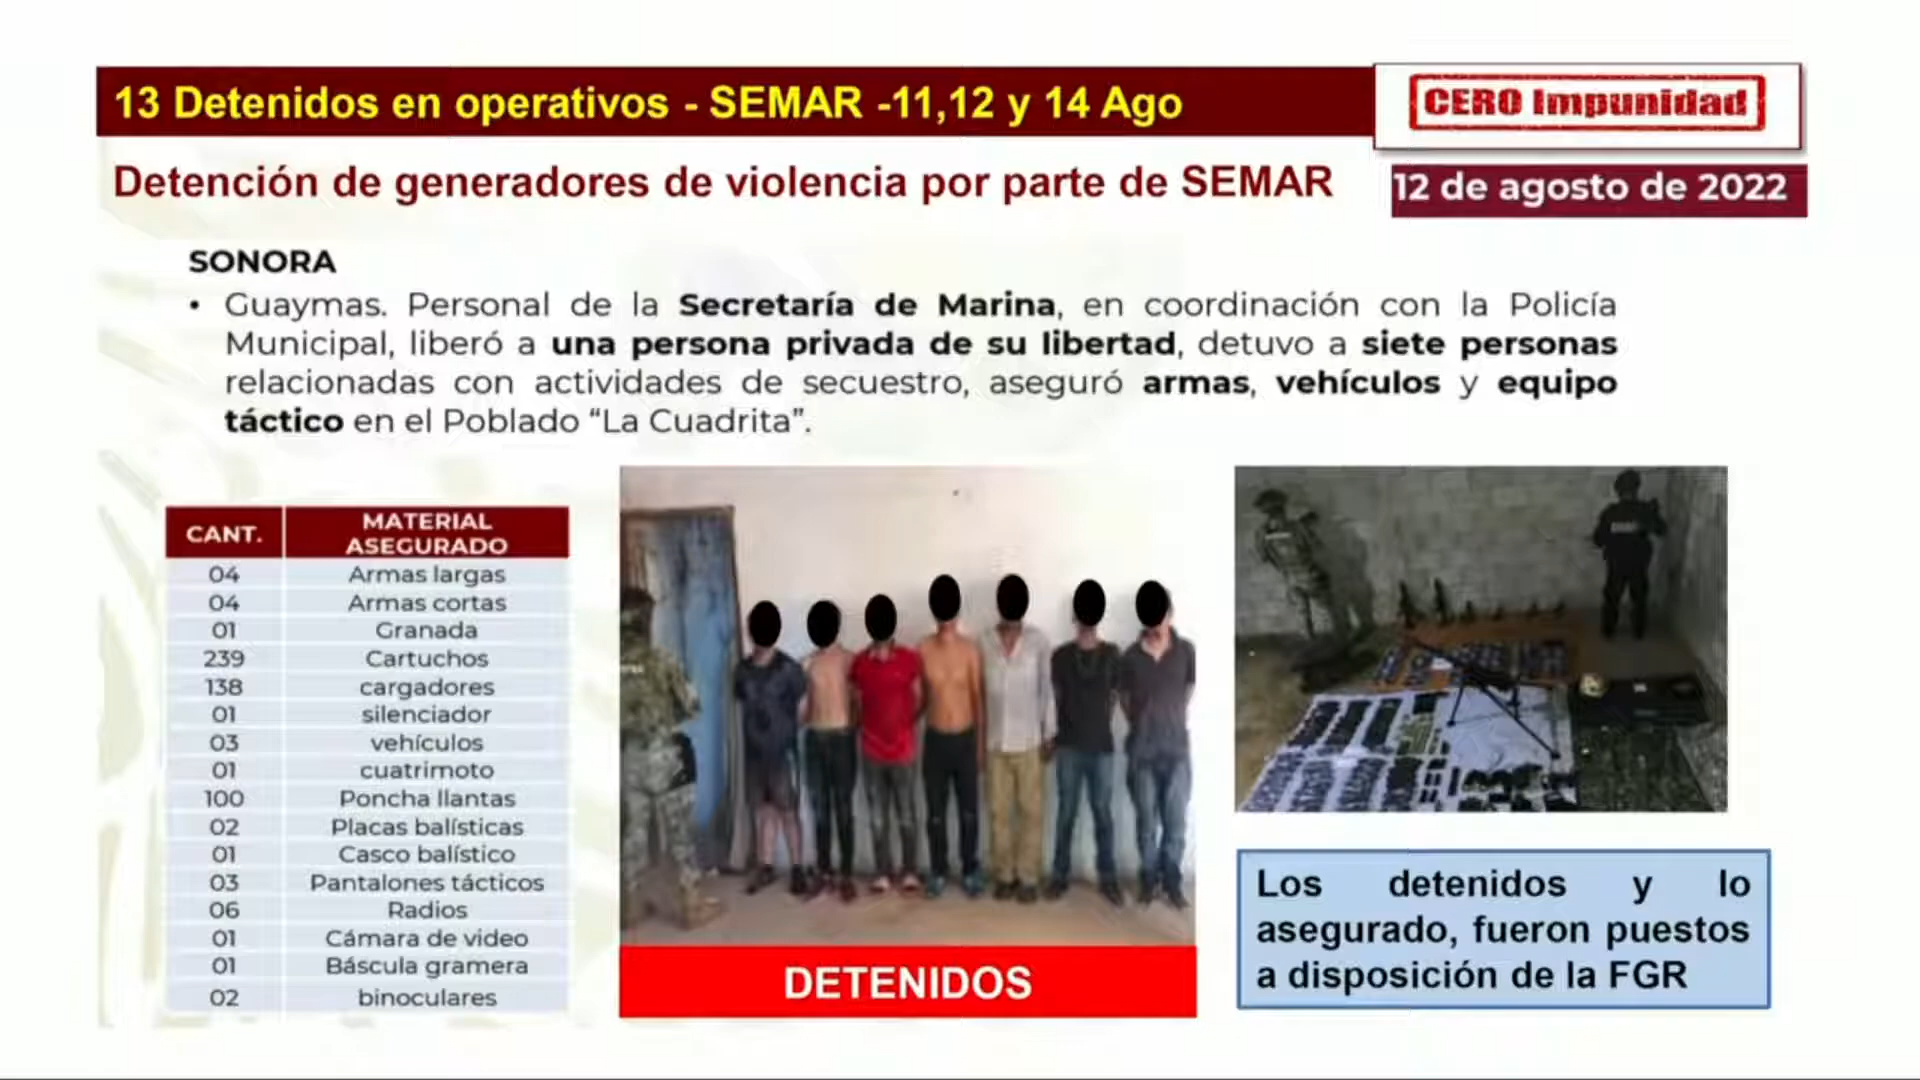 13 Detenidos en operativos - SEMAR -11,12 y 14 Ago
CERO Impunidad
Detención de generadores de violencia por parte de SEMAR
12 de agosto de 2022
SONORA
• Guaymas. Personal de la Secretaría de Marina, en coordinación con la Policía
Municipal, liberó a una persona privada de su libertad, detuvo a siete personas
relacionadas con actividades de secuestro, aseguró armas, vehículos y equipo
táctico en el Poblado “La Cuadrita”.
CANT. MATERIAL
ASEGURADO
04 Armas largas
04 Armas cortas
01 Granada
239 Cartuchos
138 cargadores
01 silenciador
03 vehículos
01 cuatrimoto
100 Poncha llantas
02 Placas balísticas
01 Casco balístico
03 Pantalones tácticos
06 Radios
01 Cámara de video
01 Báscula gramera
02 binoculares
DETENIDOS
Los detenidos y lo
asegurado, fueron puestos
a disposición de la FGR